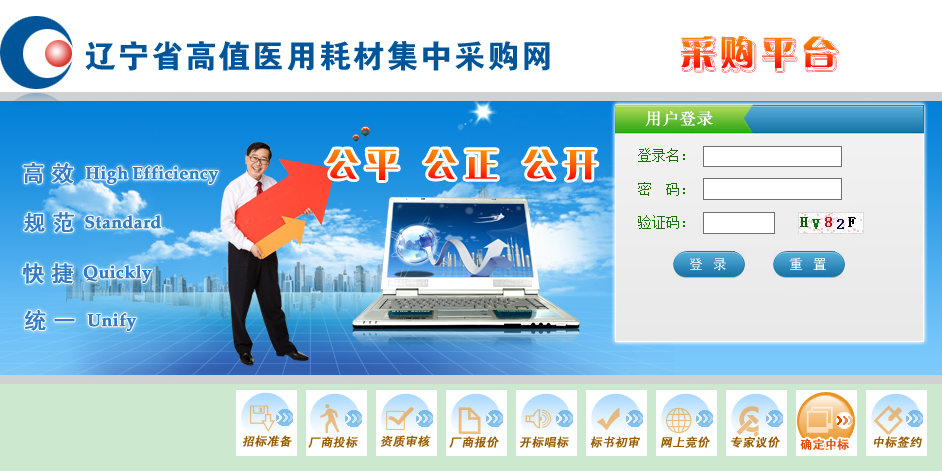 辽宁省高值医用耗材集中采购网
采购平台
用户登录
登录名：
密 码：
验证码： HV82F
登 录 重 置
公平 公正 公开
高效 High Efficiency
规范 Standard
快捷 Quickly
统一 Unify
招标准备 厂商投标 资质审核 厂商报价 开标唱标 标书初审 网上竞价 专家议价 确定中标 中标签约